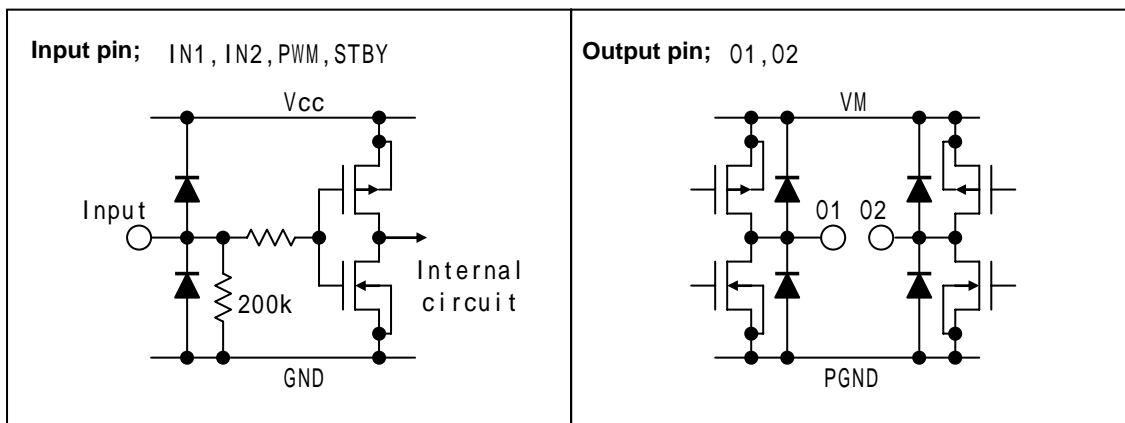 Input pin; IN1,IN2,PWM,STBY
Vcc
Input
200k
Internal
circuit
GND
Output pin; O1,O2
VM
O1 O2
PGND